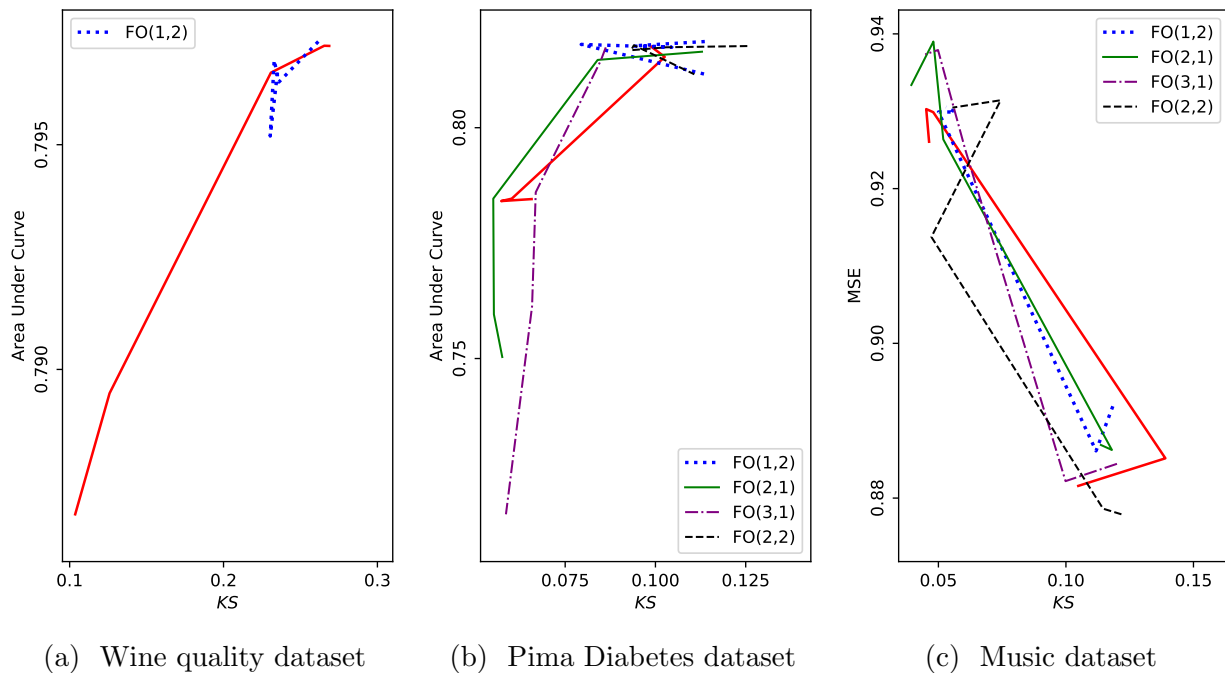 FO(1,2)
0.795
0.790
Area Under Curve
0.1 0.2 0.3
KS
(a) Wine quality dataset
0.80
0.75
Area Under Curve
FO(1,2)
FO(2,1)
FO(3,1)
FO(2,2)
0.075 0.100 0.125
KS
(b) Pima Diabetes dataset
FO(1,2)
FO(2,1)
FO(3,1)
FO(2,2)
0.94
0.92
0.90
0.88
MSE
0.05 0.10 0.15
KS
(c) Music dataset